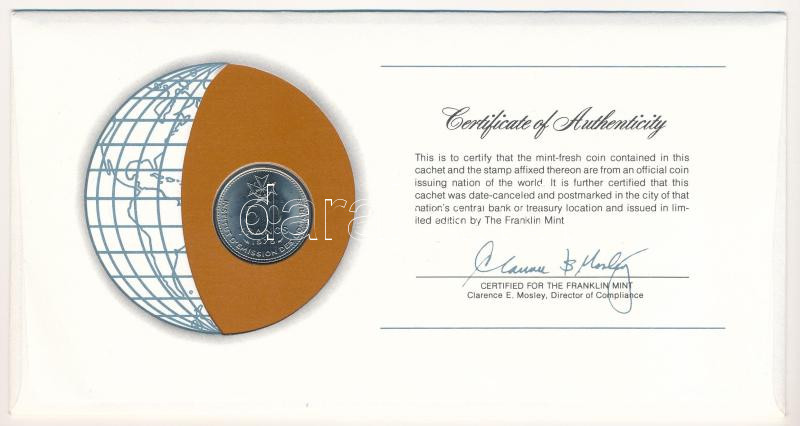 Certificate of Authenticity
This is to certify that the mint-fresh coin contained in this
cachet and the stamp affixed thereon are from an official coin
issuing nation of the world. It is further certified that this
cachet was date-canceled and postmarked in the city of that
nation's central bank or treasury location and issued in lim-
ited edition by The Franklin Mint
CERTIFIED FOR THE FRANKLIN MINT
Clarence E. Mosley, Director of Compliance